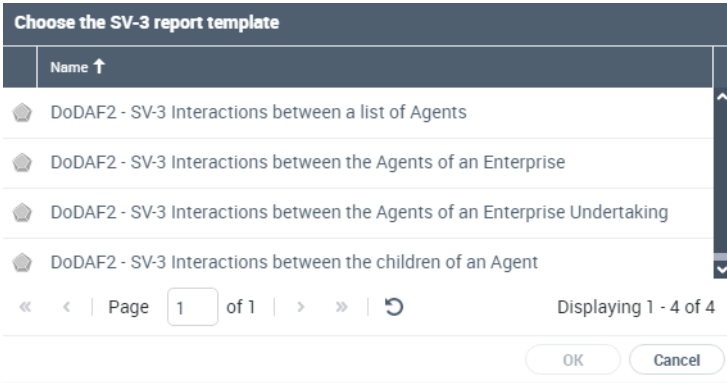 Choose the SV-3 report template
Name ↑
DoDAF2 - SV-3 Interactions between a list of Agents
DoDAF2 - SV-3 Interactions between the Agents of an Enterprise
DoDAF2 - SV-3 Interactions between the Agents of an Enterprise Undertaking
DoDAF2 - SV-3 Interactions between the children of an Agent
« < | Page 1 of 1 | > » | Displaying 1 - 4 of 4
OK Cancel